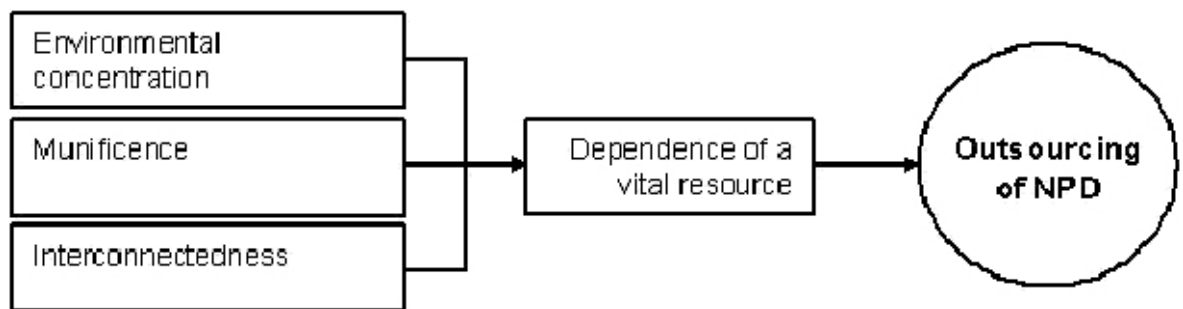 Environmental
concentration
Munificence
Interconnectedness
Dependence of a
vital resource
Outsourcing
of NPD